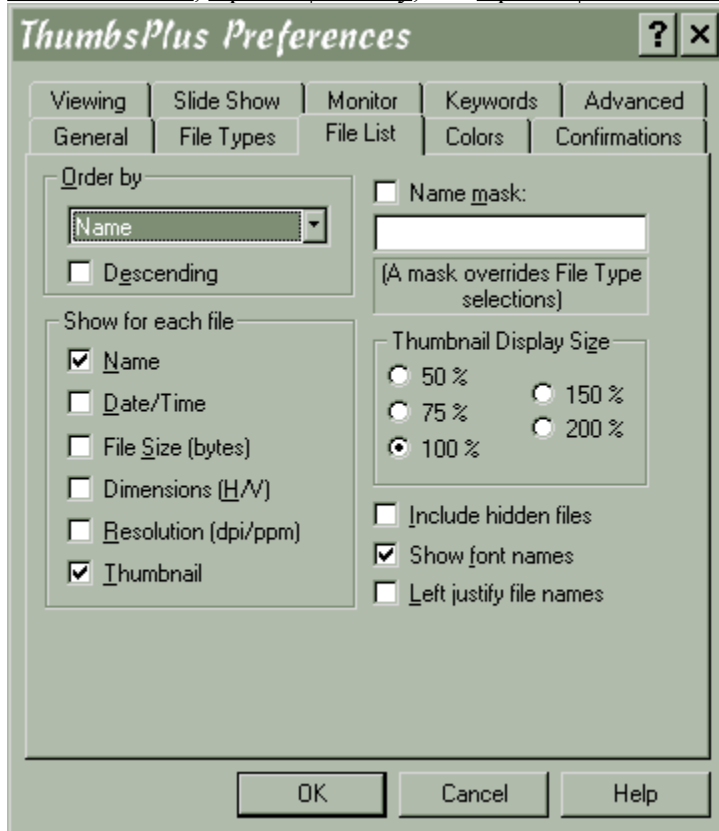 ThumbsPlus Preferences
Viewing Slide Show Monitor Keywords Advanced
General File Types File List Colors Confirmations
Order by
Name
Descending
Show for each file
Name
Date/Time
File Size (bytes)
Dimensions (H/V)
Resolution (dpi/ppm)
Thumbnail
Name mask:
(A mask overrides File Type
selections)
Thumbnail Display Size
50 %
75 %
100 %
150 %
200 %
Include hidden files
Show font names
Left justify file names
OK Cancel Help